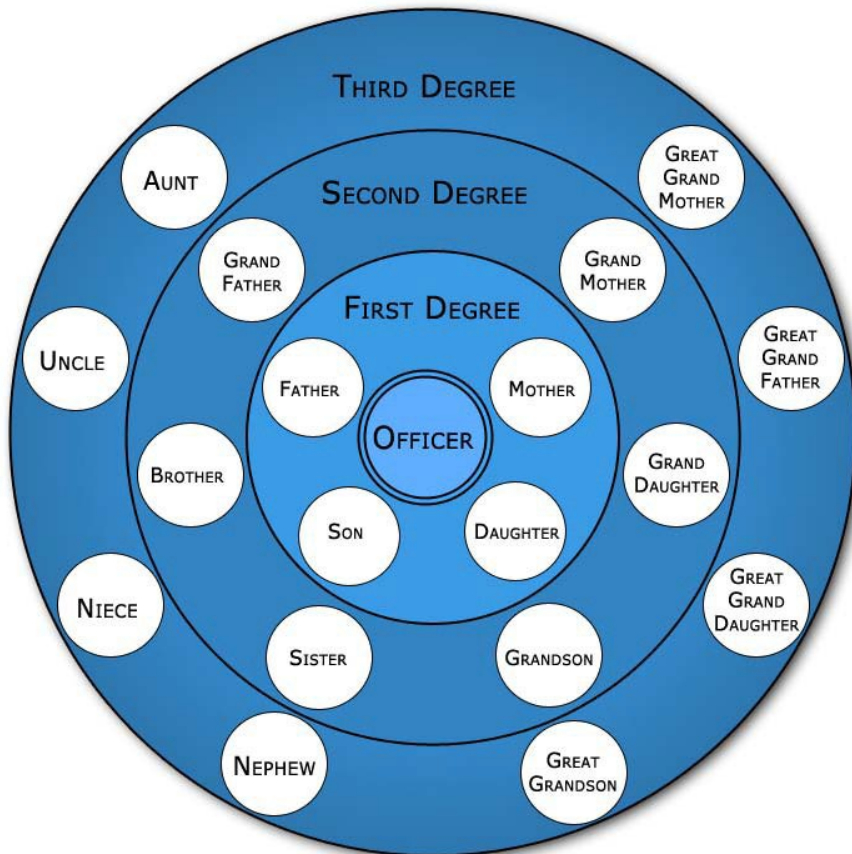 Third Degree
Aunt
Great
Grand
Mother
Second Degree
Grand
Father
Grand
Mother
First Degree
Uncle
Great
Grand
Father
Father
Mother
Officer
Brother
Grand
Daughter
Son
Daughter
Niece
Great
Grand
Daughter
Sister
Grandson
Nephew
Great
Grandson